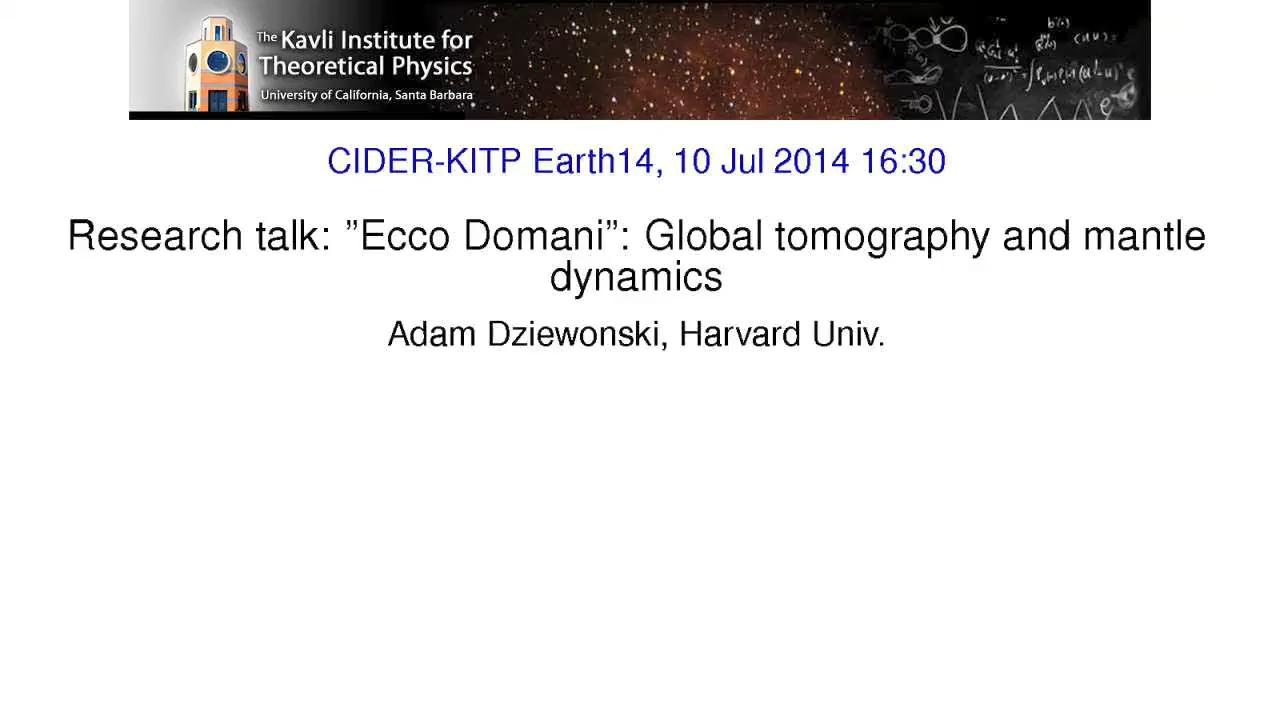 The Kavli Institute for
Theoretical Physics
University of California, Santa Barbara
CIDER-KITP Earth14, 10 Jul 2014 16:30
Research talk: ”Ecco Domani”: Global tomography and mantle
dynamics
Adam Dziewonski, Harvard Univ.